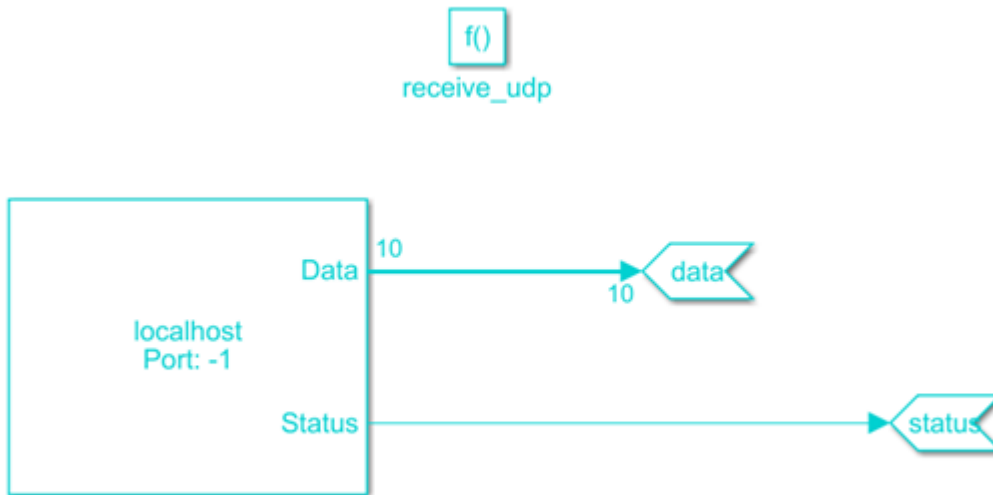 f()
receive_udp
10
Data
data
10
localhost
Port: -1
Status
status